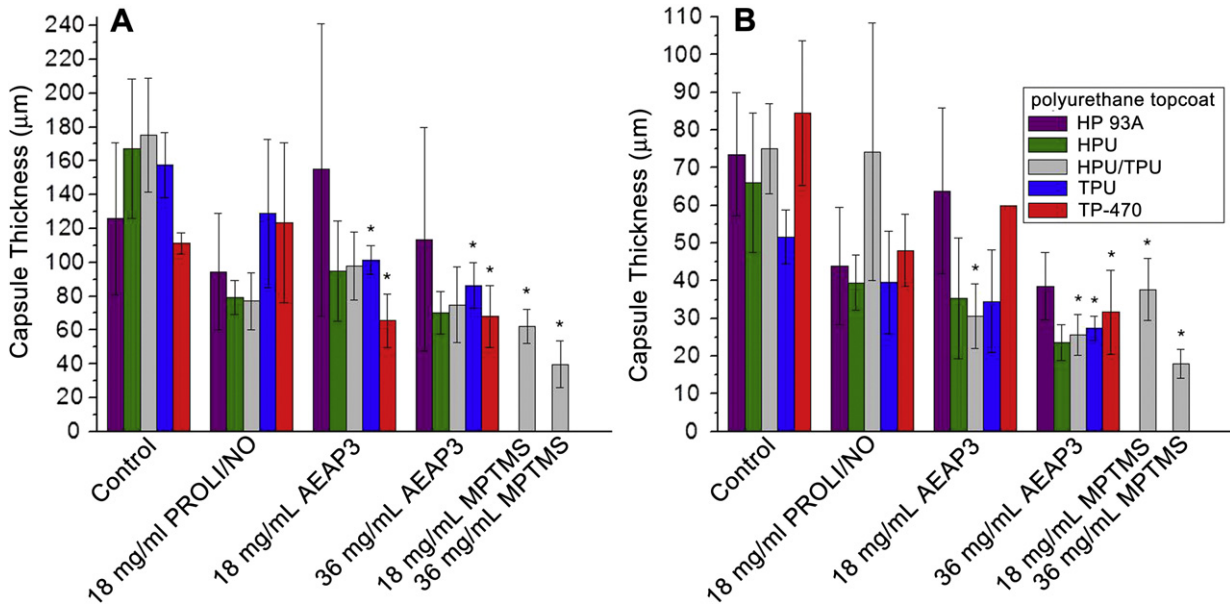 A
Capsule Thickness (μm)
240
220
200
180
160
140
120
100
80
60
40
20
0
* * * * * *
Control
18 mg/ml PROLI/NO
18 mg/mL AEAP3
36 mg/mL AEAP3
18 mg/mL MPTMS
36 mg/mL MPTMS
B
Capsule Thickness (μm)
110
100
90
80
70
60
50
40
30
20
10
0
* * * * * *
Control
18 mg/ml PROLI/NO
18 mg/mL AEAP3
36 mg/mL AEAP3
18 mg/mL MPTMS
36 mg/mL MPTMS
polyurethane topcoat
HP 93A
HPU
HPU/TPU
TPU
TP-470